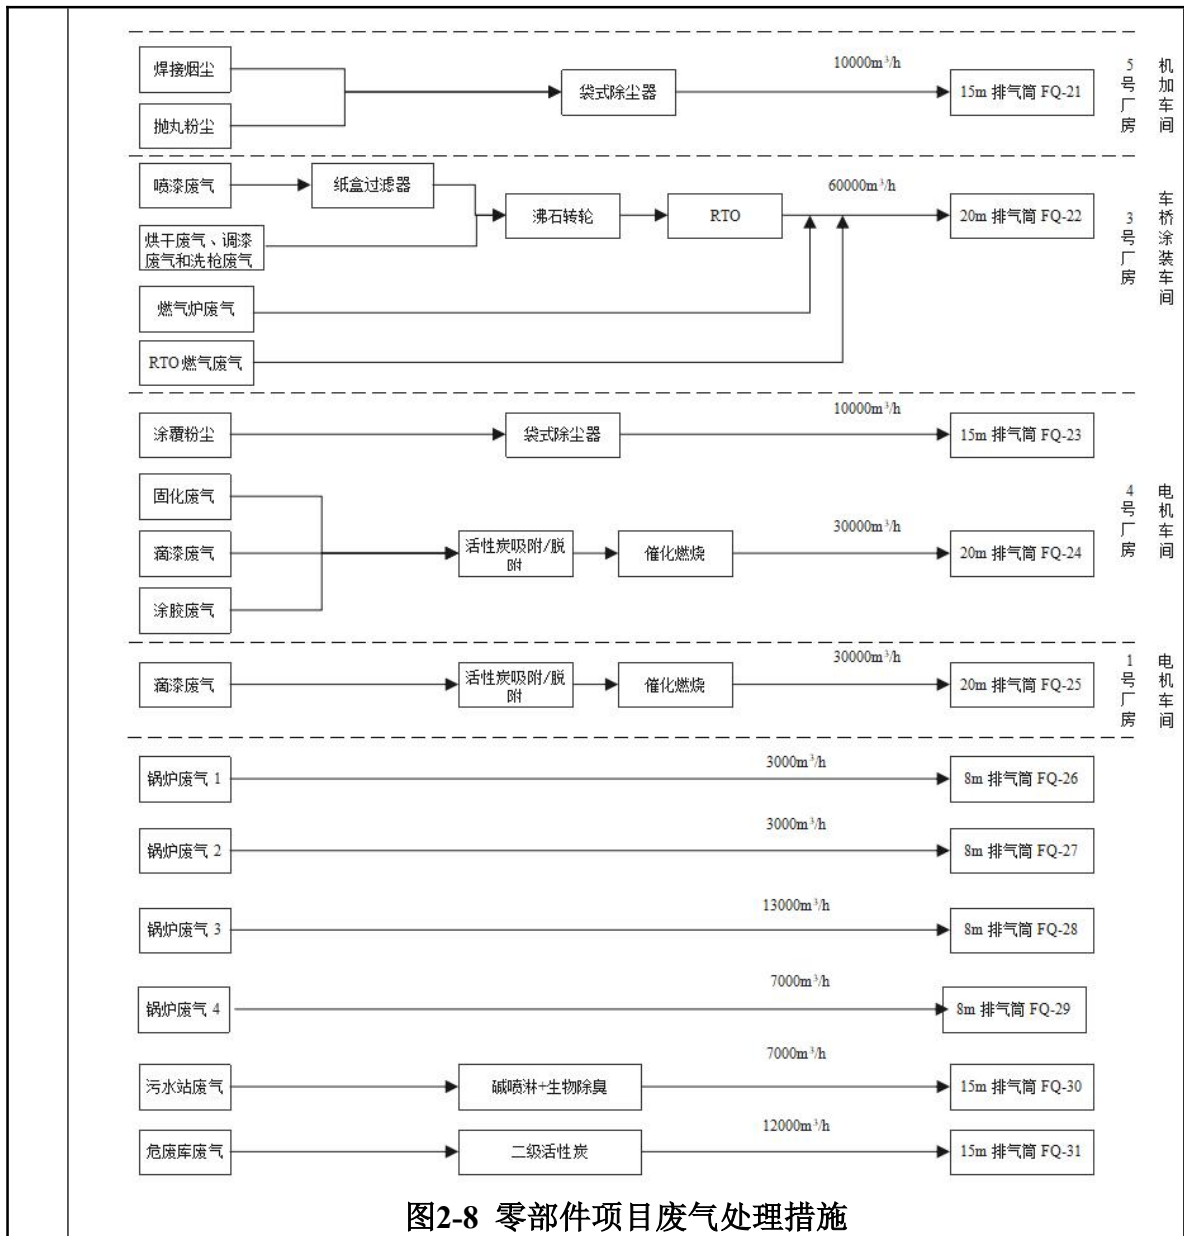 焊接烟尘
抛丸粉尘
袋式除尘器
10000m³/h
15m 排气筒 FQ-21
5号厂房
机加车间
喷漆废气
纸盒过滤器
烘干废气、调漆
废气和洗枪废气
沸石转轮
RTO
60000m³/h
20m 排气筒 FQ-22
3号厂房
车桥涂装车间
燃气炉废气
RTO燃气废气
涂覆粉尘
袋式除尘器
10000m³/h
15m 排气筒 FQ-23
固化废气
滴漆废气
涂胶废气
活性炭吸附/脱
附
催化燃烧
30000m³/h
20m 排气筒 FQ-24
4号厂房
电机车间
滴漆废气
活性炭吸附/脱
附
催化燃烧
30000m³/h
20m 排气筒 FQ-25
1号厂房
电机车间
锅炉废气 1
3000m³/h
8m 排气筒 FQ-26
锅炉废气 2
3000m³/h
8m 排气筒 FQ-27
锅炉废气 3
13000m³/h
8m 排气筒 FQ-28
锅炉废气 4
7000m³/h
8m 排气筒 FQ-29
污水站废气
碱喷淋+生物除臭
7000m³/h
15m 排气筒 FQ-30
危废库废气
二级活性炭
12000m³/h
15m 排气筒 FQ-31
图2-8 零部件项目废气处理措施